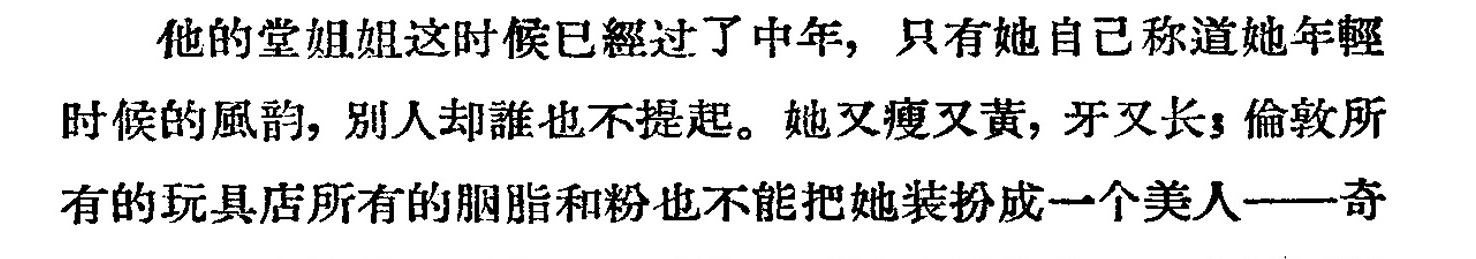 他的堂姐姐这时候已經过了中年，只有她自己称道她年輕
时候的風韵，別人却誰也不提起。她又瘦又黃，牙又长；倫敦所
有的玩具店所有的胭脂和粉也不能把她装扮成一个美人——奇